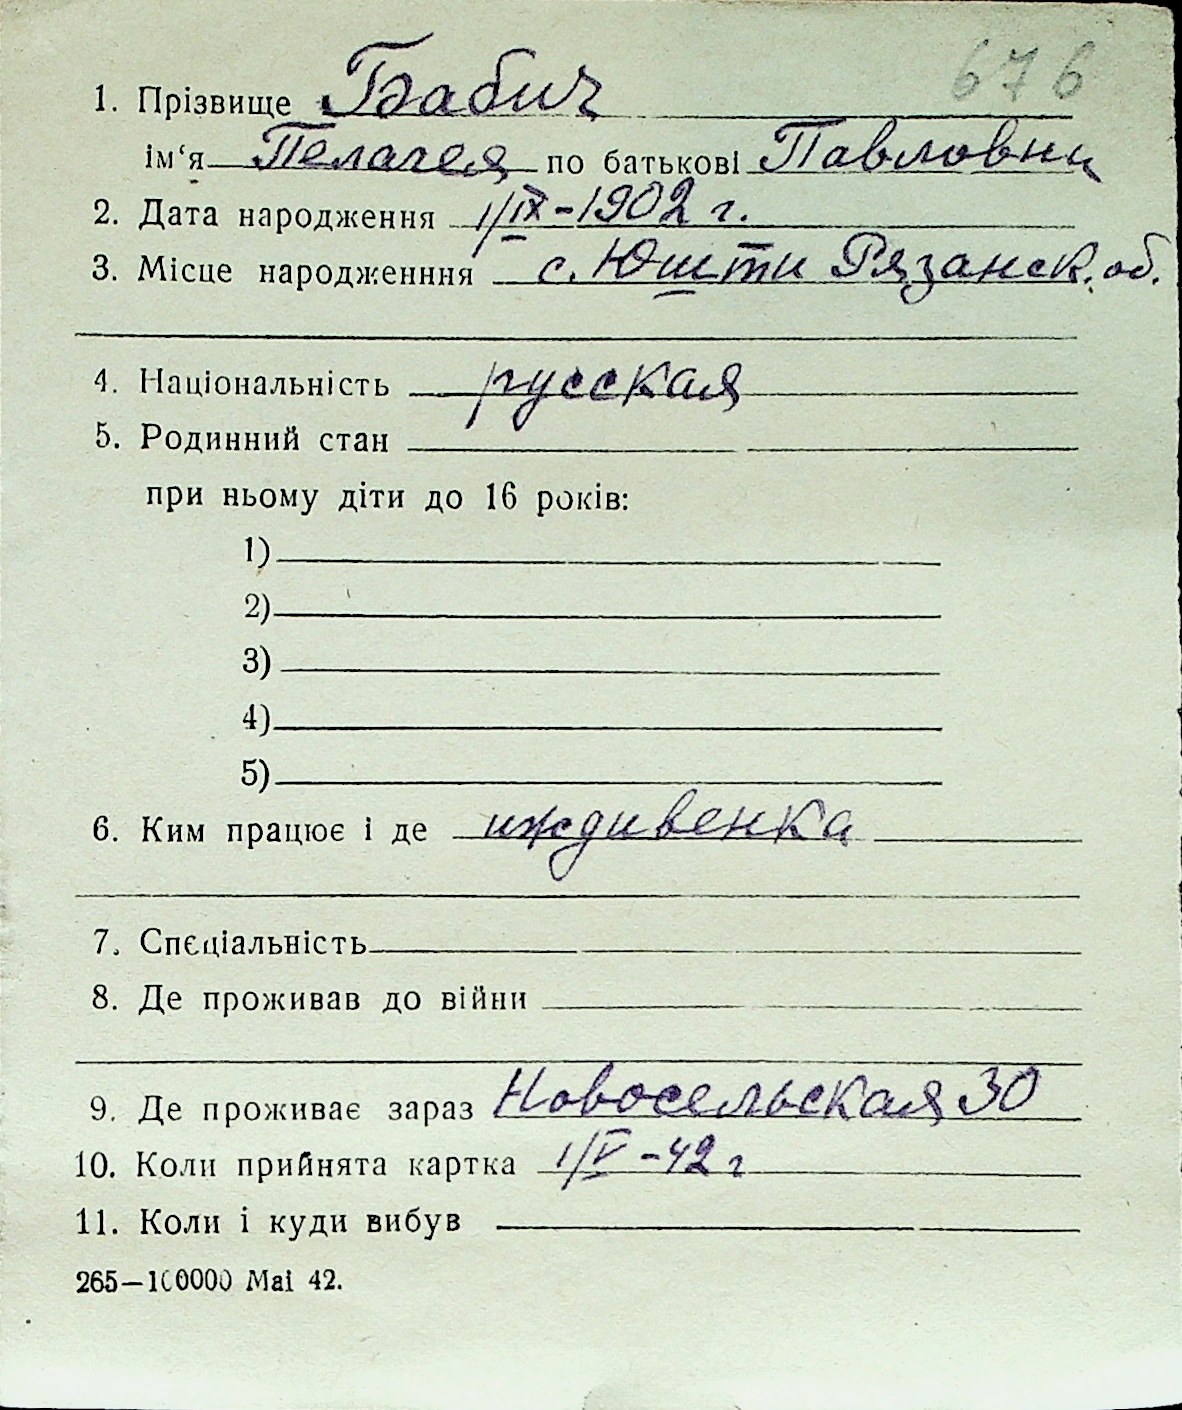 676
1. Прізвище Бабич
ім‘я Пелагея по батькові Павловни
2. Дата народження 1/IX-1902 г.
3. Місце народженння с. Юшти Рязанск. об.
4. Національність русская
5. Родинний стан
при ньому діти до 16 років:
1)
2)
3)
4)
5)
6. Ким працює і де иждивенка
7. Спєціальність
8. Де проживав до війни
9. Де проживає зараз Новосельская 30
10. Коли прийнята картка 1/V-42 г
11. Коли і куди вибув
265—100000 Mai 42.